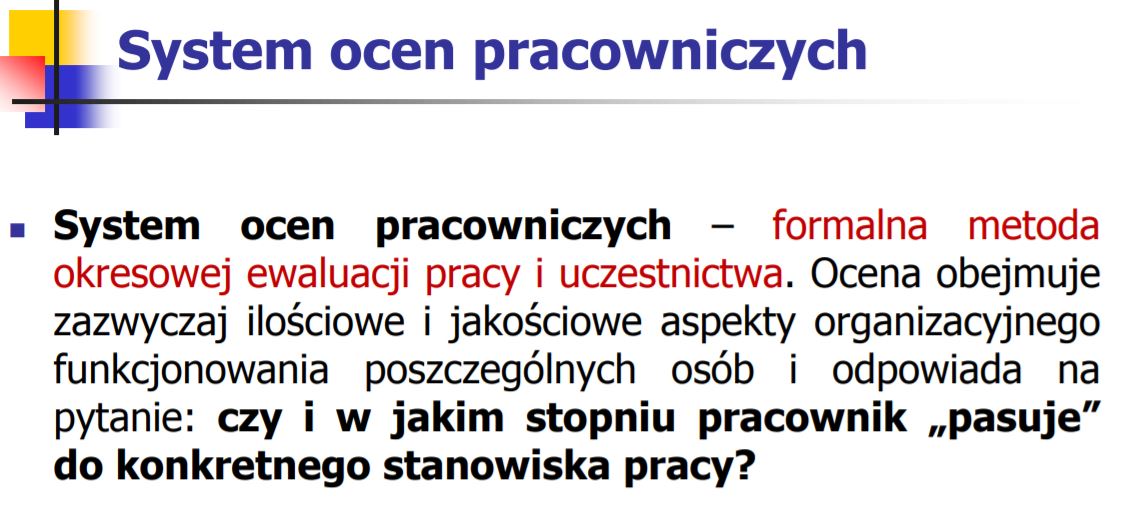 System ocen pracowniczych
System ocen pracowniczych – formalna metoda
okresowej ewaluacji pracy i uczestnictwa. Ocena obejmuje
zazwyczaj ilościowe i jakościowe aspekty organizacyjnego
funkcjonowania poszczególnych osób i odpowiada na
pytanie: czy i w jakim stopniu pracownik „pasuje”
do konkretnego stanowiska pracy?